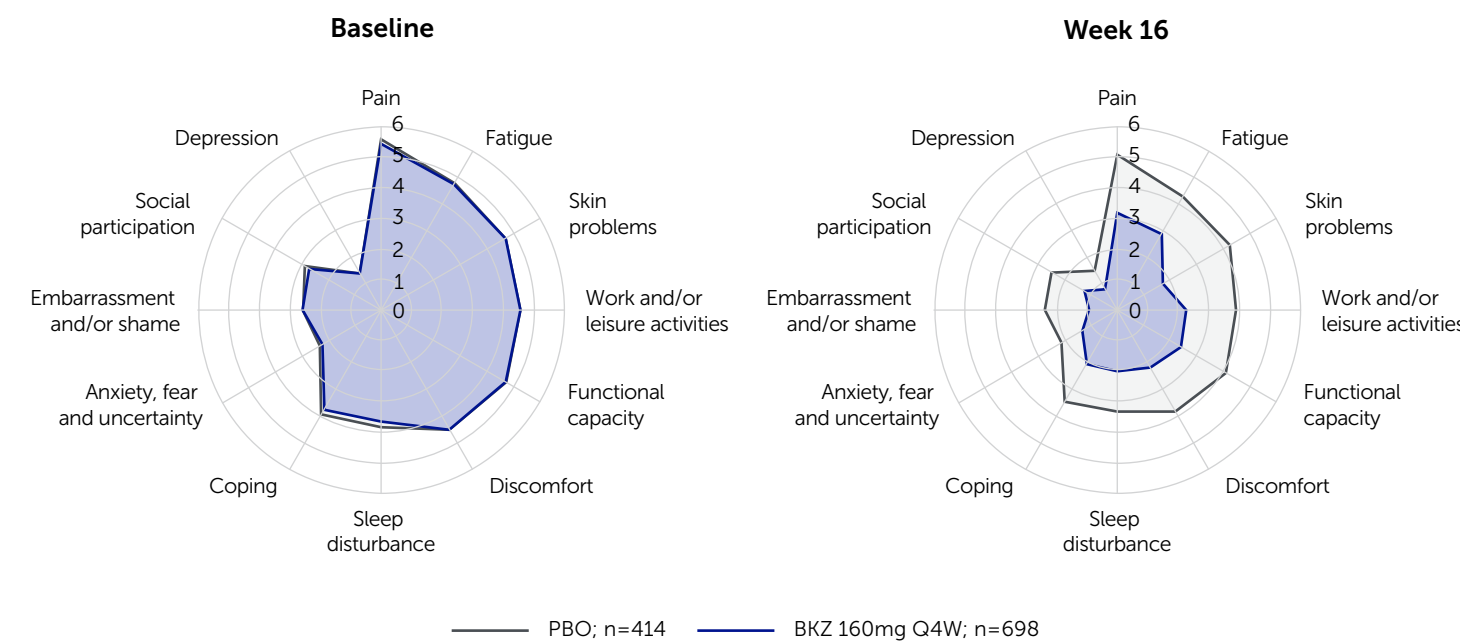 Baseline
Pain
Fatigue
Skin
problems
Work and/or
leisure activities
Functional
capacity
Discomfort
Sleep
disturbance
Coping
Anxiety, fear
and uncertainty
Embarrassment
and/or shame
Social
participation
Depression
6
5
4
3
2
1
0
Week 16
Pain
Fatigue
Skin
problems
Work and/or
leisure activities
Functional
capacity
Discomfort
Sleep
disturbance
Coping
Anxiety, fear
and uncertainty
Embarrassment
and/or shame
Social
participation
Depression
6
5
4
3
2
1
0
PBO; n=414
BKZ 160mg Q4W; n=698